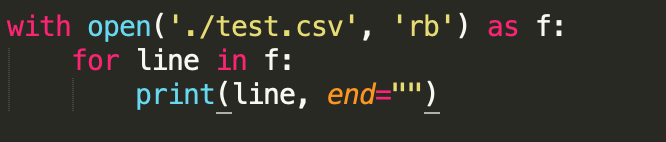 with open('./test.csv', 'rb') as f:
    for line in f:
        print(line, end="")